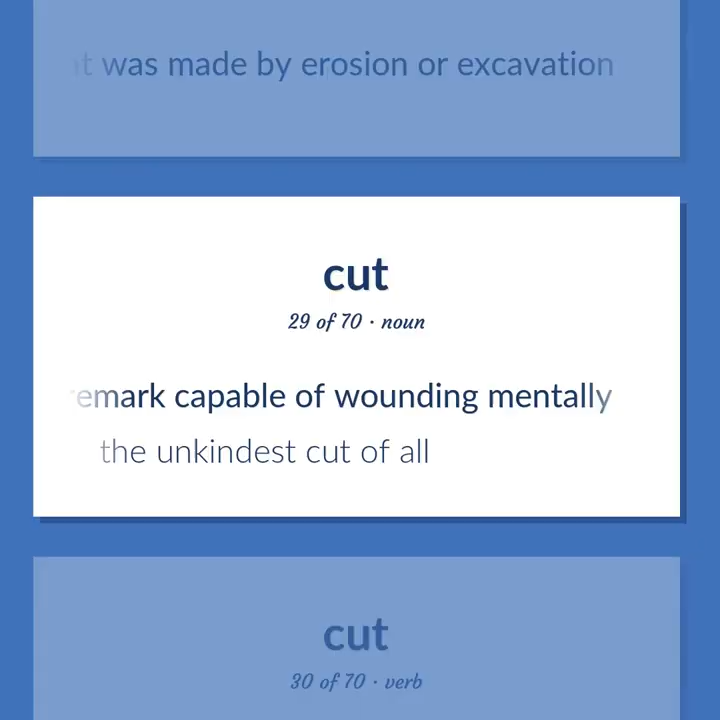 was made by erosion or excavation
cut
29 of 70 · noun
remark capable of wounding mentally
the unkindest cut of all
cut
30 of 70 · verb